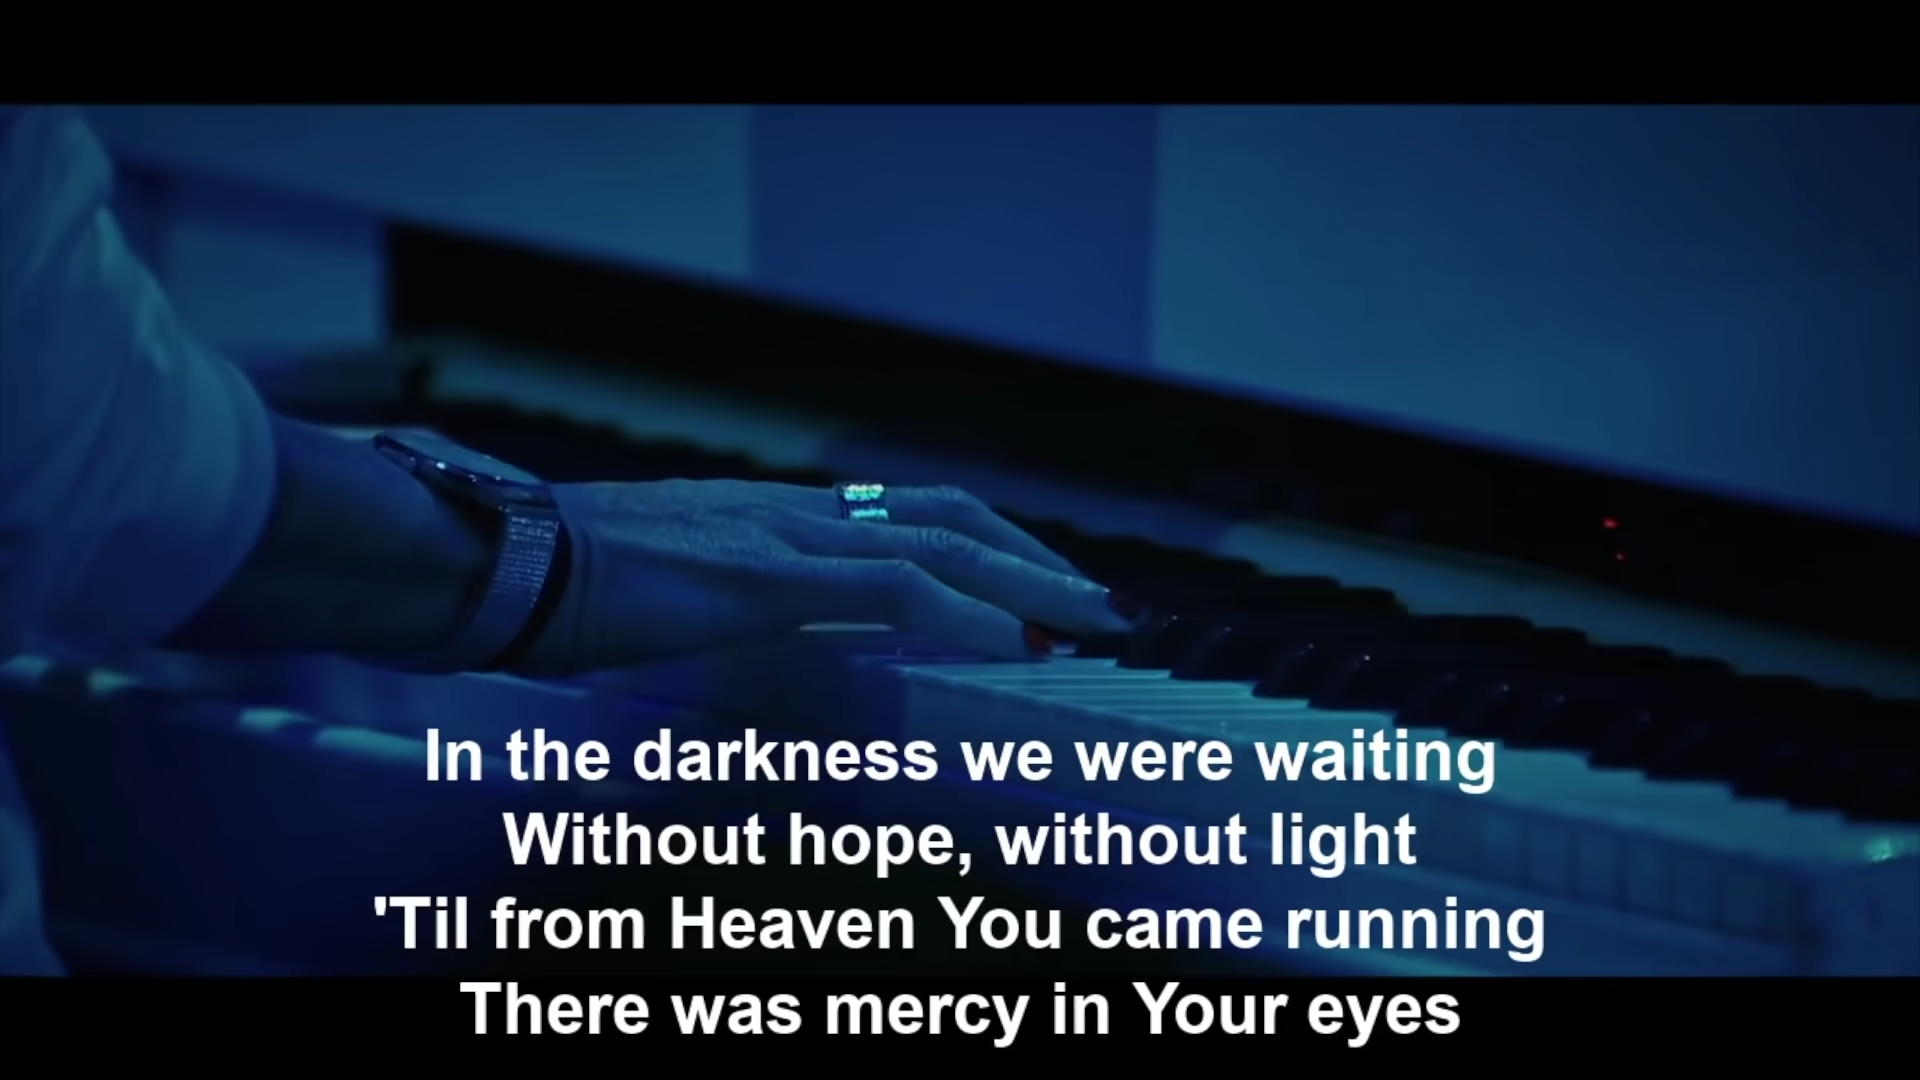 In the darkness we were waiting
Without hope, without light
'Til from Heaven You came running
There was mercy in Your eyes